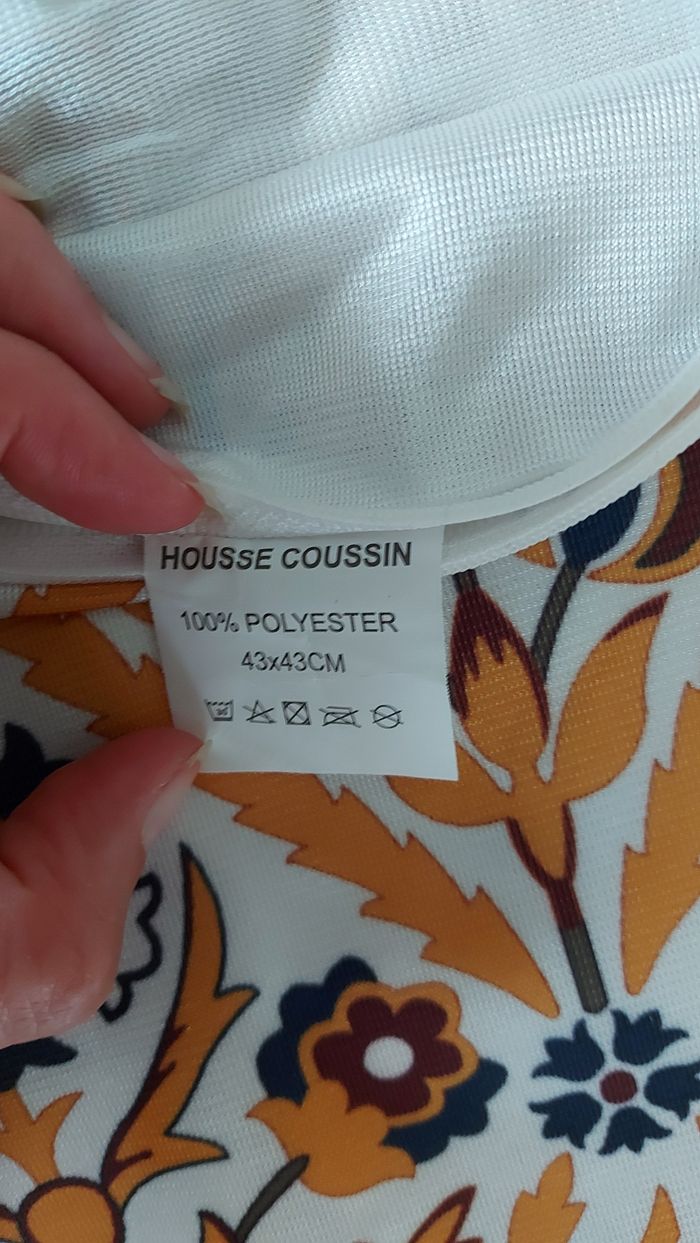 HOUSSE COUSSIN
100% POLYESTER
43x43CM